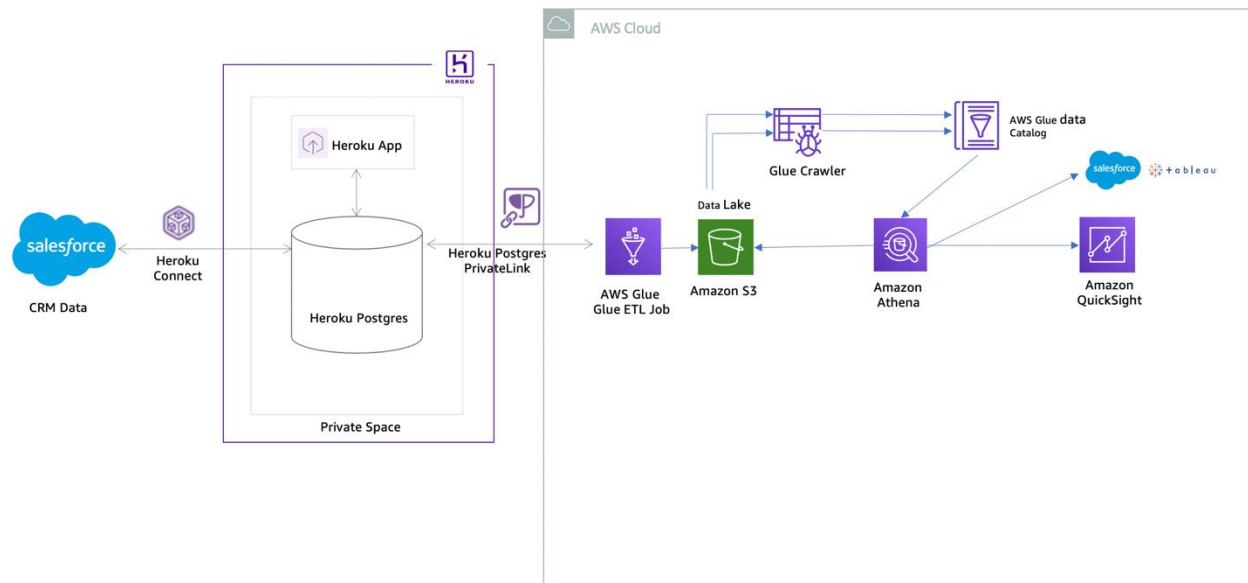 AWS Cloud
HEROKU
Heroku App
Glue Crawler
AWS Glue data
Catalog
salesforce
+ableau
Data Lake
salesforce
Heroku
Connect
CRM Data
Heroku Postgres
Private Space
Heroku Postgres
PrivateLink
AWS Glue
Glue ETL Job
Amazon S3
Amazon
Athena
Amazon
QuickSight